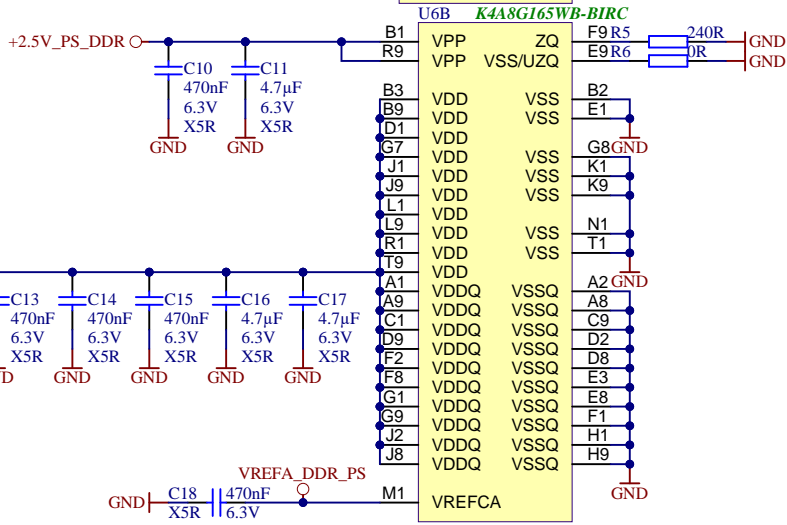 U6B K4A8G165WB-BIRC
+2.5V_PS_DDR
B1 VPP ZQ F9 R5 240R GND
R9 VPP VSS/UZQ E9 R6 0R GND
C10
470nF
6.3V
X5R
GND
C11
4.7µF
6.3V
X5R
GND
B3 VDD VSS B2
B9 VDD VSS E1
D1 VDD
GND
G7 VDD VSS G8
J1 VDD VSS K1
J9 VDD VSS K9
L1 VDD
L9 VDD VSS N1
R1 VDD VSS T1
T9 VDD
GND
A1 VDDQ VSSQ A2
A9 VDDQ VSSQ A8
C1 VDDQ VSSQ C9
D9 VDDQ VSSQ D2
F2 VDDQ VSSQ D8
F8 VDDQ VSSQ E3
G1 VDDQ VSSQ E8
G9 VDDQ VSSQ F1
J2 VDDQ VSSQ H1
J8 VDDQ VSSQ H9
GND
C13
470nF
6.3V
X5R
D
C14
470nF
6.3V
X5R
GND
C15
470nF
6.3V
X5R
GND
C16
4.7µF
6.3V
X5R
GND
C17
4.7µF
6.3V
X5R
GND
VREFA_DDR_PS
GND C18 470nF
X5R 6.3V
M1 VREFCA